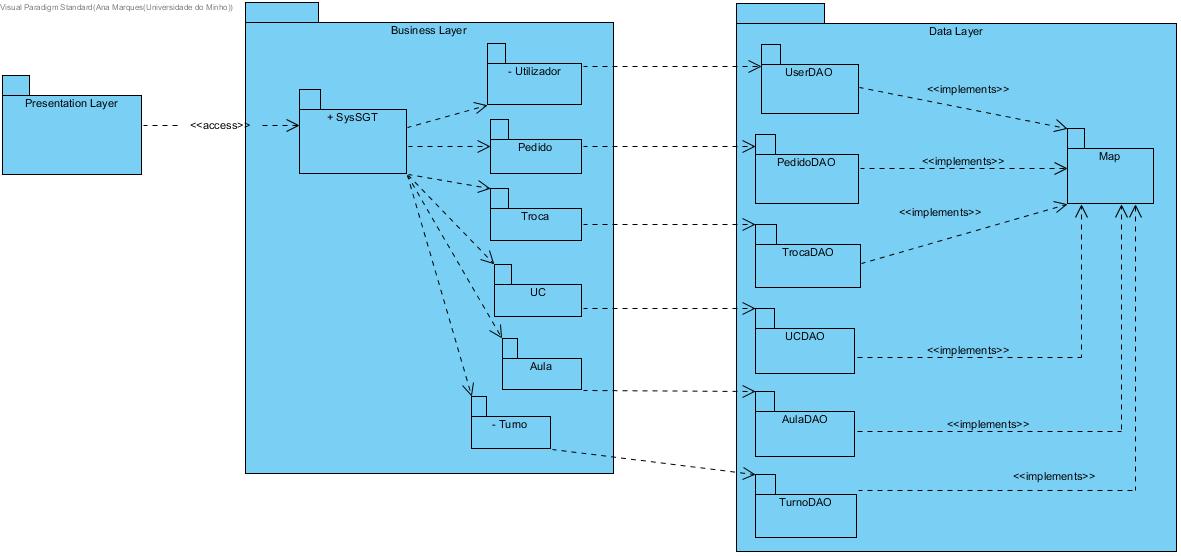 Visual Paradigm Standard(Ana Marques(Universidade do Minho))
Business Layer
Data Layer
Presentation Layer
<<access>>
+ SysSGT
- Utilizador
Pedido
Troca
UC
Aula
- Turno
UserDAO
PedidoDAO
TrocaDAO
UCDAO
AulaDAO
TurnoDAO
<<implements>>
<<implements>>
<<implements>>
<<implements>>
<<implements>>
<<implements>>
Map